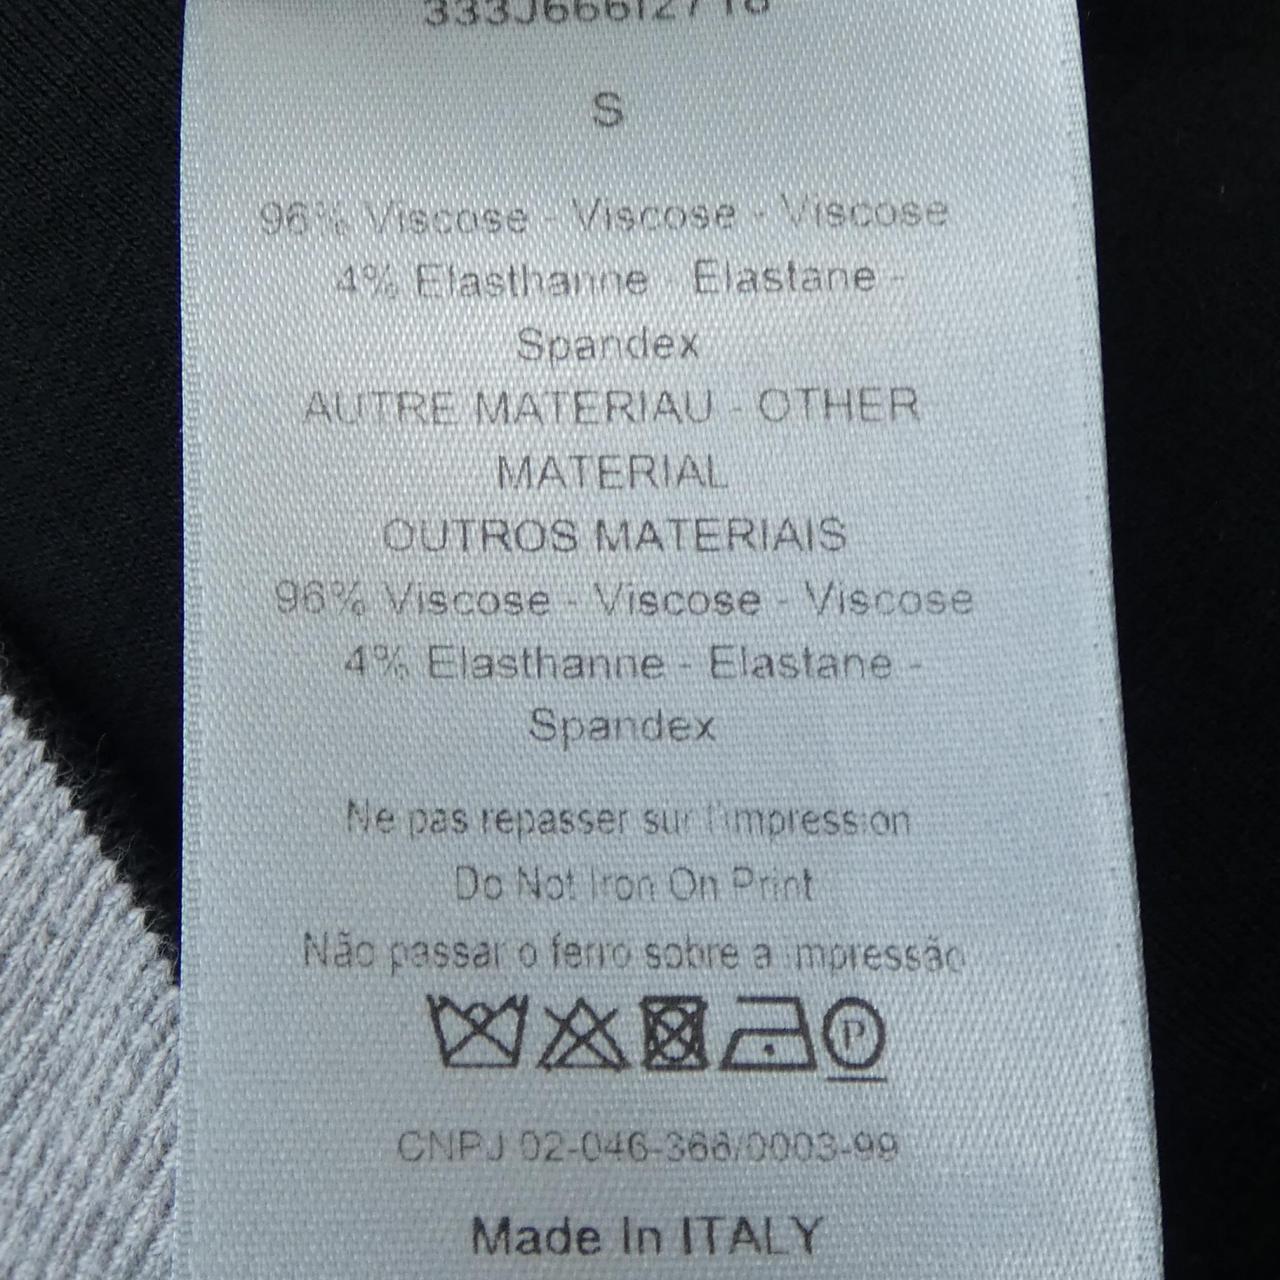 S
96% Viscose - Viscose - Viscose
4% Elasthanne - Elastane -
Spandex
AUTRE MATERIAU - OTHER
MATERIAL
OUTROS MATERIAIS
96% Viscose - Viscose - Viscose
4% Elasthanne - Elastane -
Spandex
Ne pas repasser sur l'impression
Do Not Iron On Print
Não passar o ferro sobre a impressão
P
CNPJ 02-046-366/0003-99
Made In ITALY